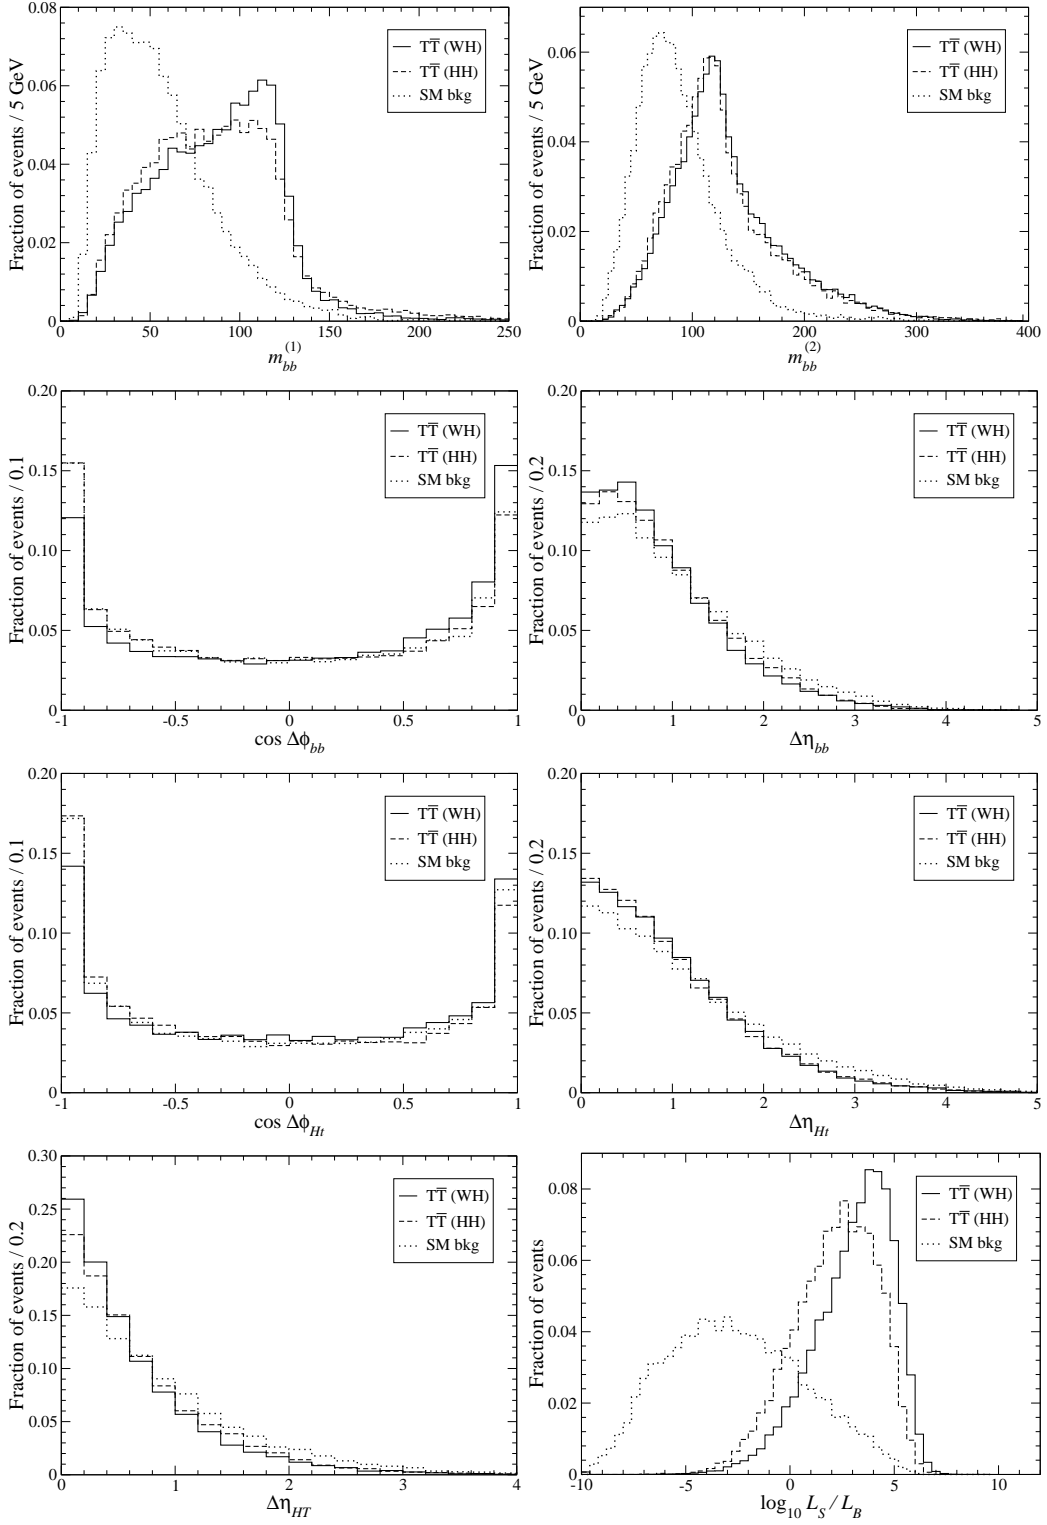 0.08
0.06
0.04
0.02
0
0 50 100 150 200 250
Fraction of events / 5 GeV
m_bb^(1)
TT̅ (WH)
TT̅ (HH)
SM bkg
0.06
0.04
0.02
0
0 100 200 300 400
Fraction of events / 5 GeV
m_bb^(2)
TT̅ (WH)
TT̅ (HH)
SM bkg
0.20
0.15
0.10
0.05
0
-1 -0.5 0 0.5 1
Fraction of events / 0.1
cos Δϕ_bb
TT̅ (WH)
TT̅ (HH)
SM bkg
0.20
0.15
0.10
0.05
0
0 1 2 3 4 5
Fraction of events / 0.2
Δη_bb
TT̅ (WH)
TT̅ (HH)
SM bkg
0.20
0.15
0.10
0.05
0
-1 -0.5 0 0.5 1
Fraction of events / 0.1
cos Δϕ_Ht
TT̅ (WH)
TT̅ (HH)
SM bkg
0.20
0.15
0.10
0.05
0
0 1 2 3 4 5
Fraction of events / 0.2
Δη_Ht
TT̅ (WH)
TT̅ (HH)
SM bkg
0.30
0.25
0.20
0.15
0.10
0.05
0
0 1 2 3 4
Fraction of events / 0.2
Δη_HT
TT̅ (WH)
TT̅ (HH)
SM bkg
0.08
0.06
0.04
0.02
0
-10 -5 0 5 10
Fraction of events
log₁₀ L_S / L_B
TT̅ (WH)
TT̅ (HH)
SM bkg